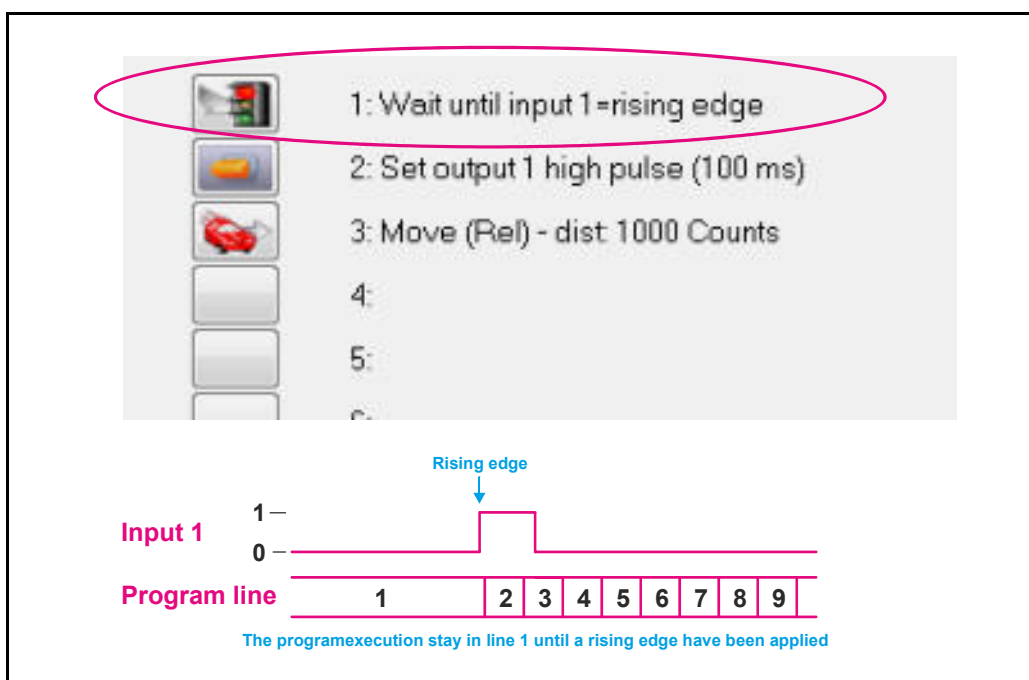 1: Wait until input 1=rising edge
2: Set output 1 high pulse (100 ms)
3: Move (Rel) - dist: 1000 Counts
4:
5:
Rising edge
1
Input 1
0
Program line 1 2 3 4 5 6 7 8 9
The programexecution stay in line 1 until a rising edge have been applied